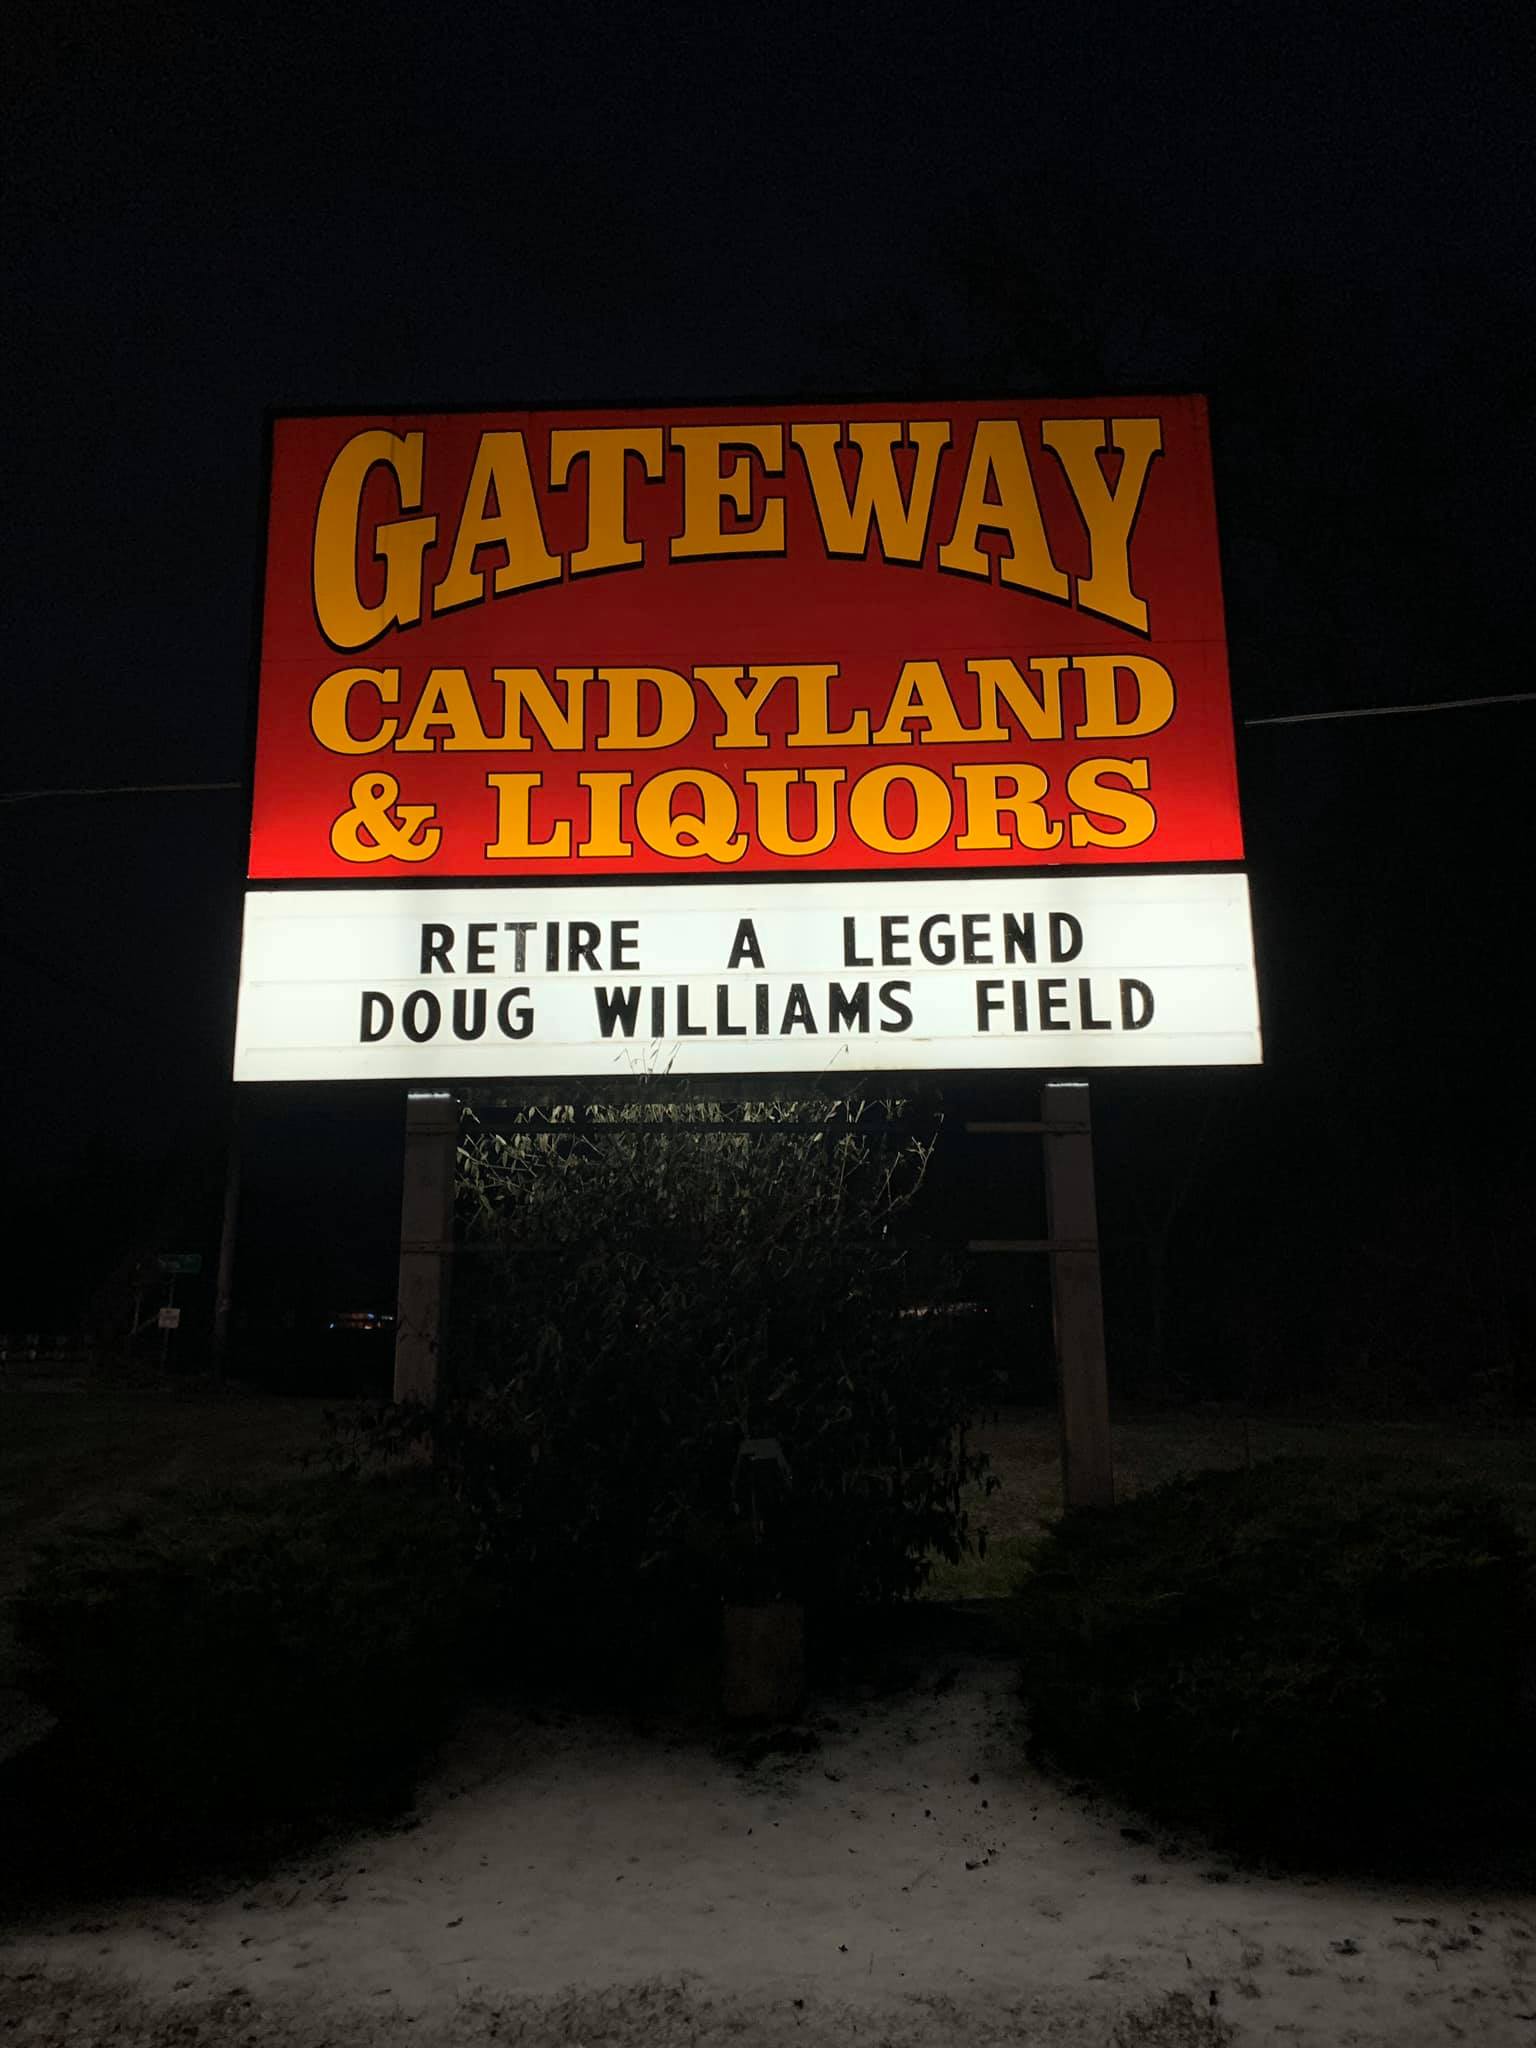 GATEWAY
CANDYLAND
& LIQUORS
RETIRE A LEGEND
DOUG WILLIAMS FIELD